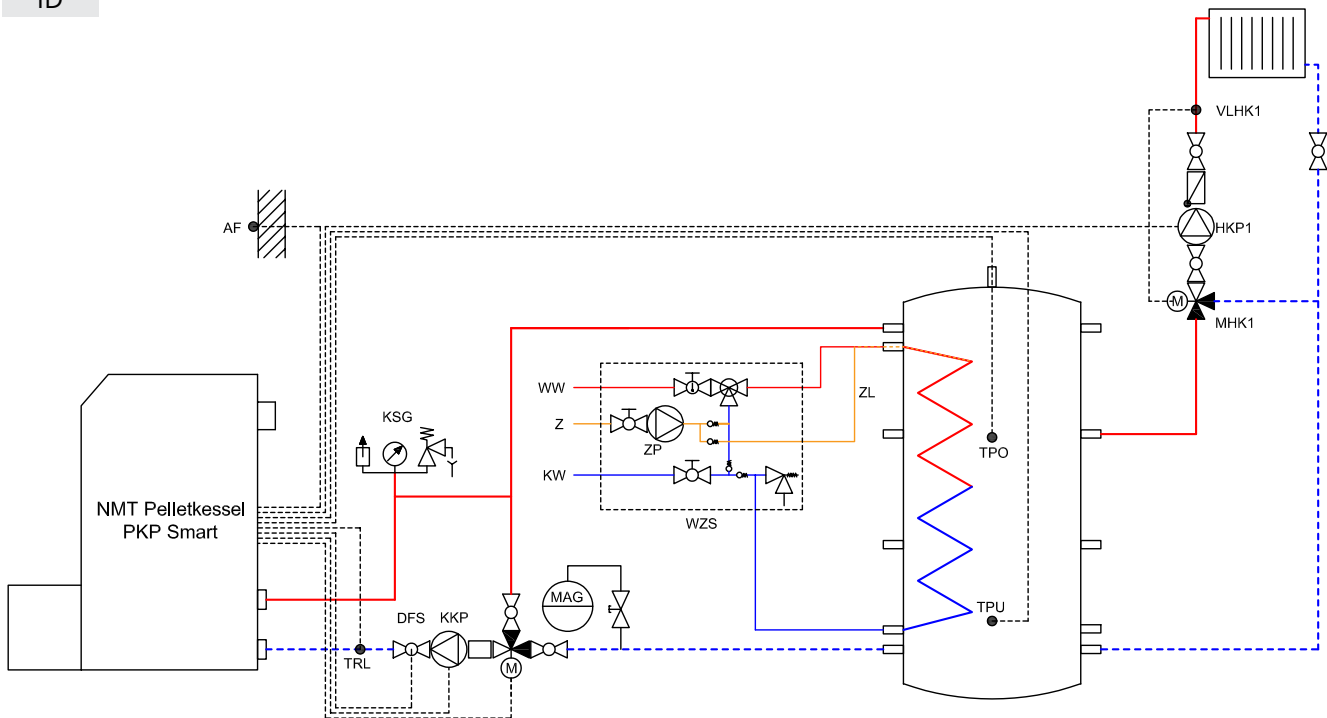 ID
VLHK1
AF
HKP1
M
MHK1
WW
ZL
KSG
Z
ZP
TPO
KW
NMT Pelletkessel
PKP Smart
WZS
MAG
DFS
KKP
TPU
TRL
M